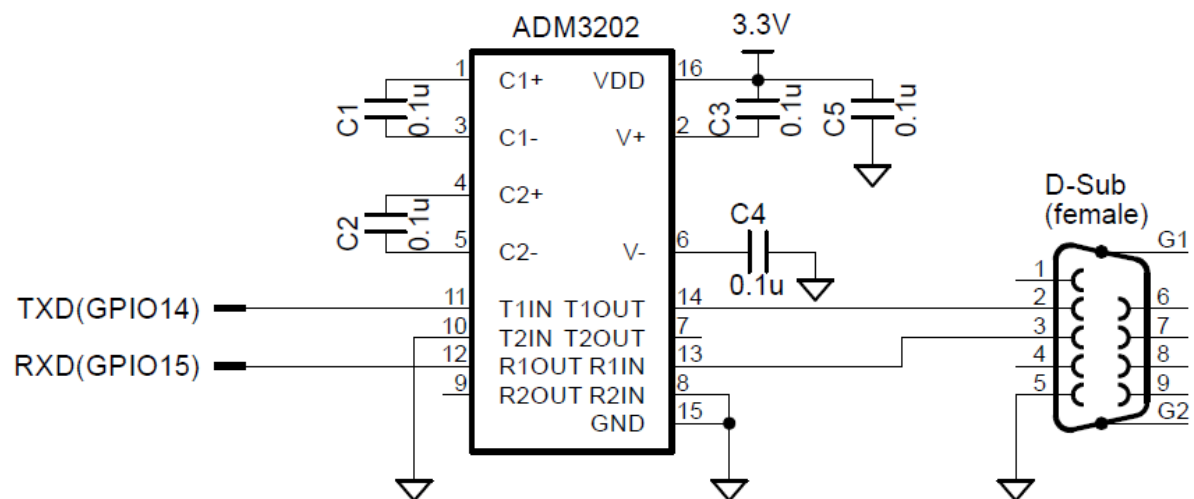 ADM3202
3.3V
1 C1+ VDD 16
C1 0.1u
C3 0.1u
C5 0.1u
3 C1- V+ 2
4 C2+
C2 0.1u
5 C2- V- 6
C4
0.1u
D-Sub
(female)
G1
1
TXD(GPIO14) 11 T1IN T1OUT 14 2 6
10 T2IN T2OUT 7 3 7
RXD(GPIO15) 12 R1OUT R1IN 13 4 8
9 R2OUT R2IN 8 5 9
GND 15
G2